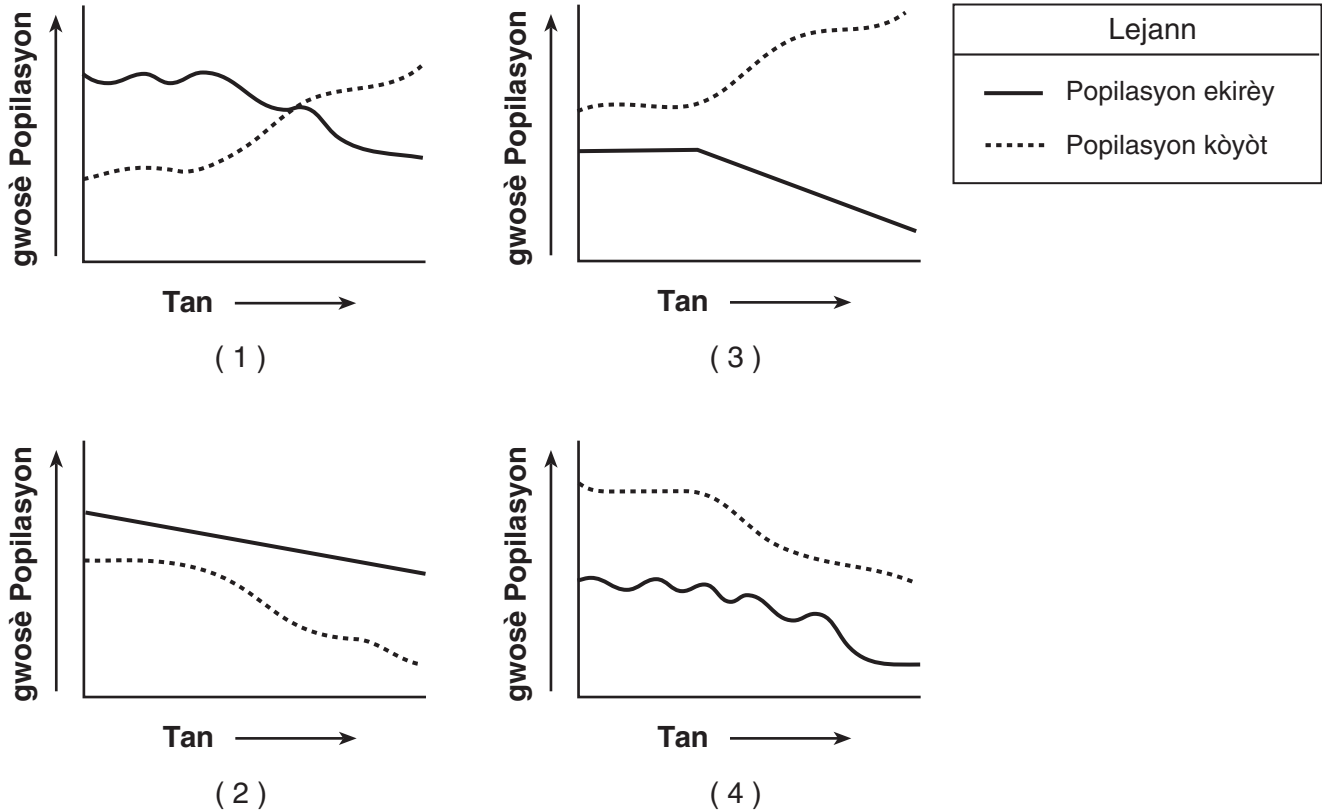 gwosè Popilasyon
Tan
( 1 )
gwosè Popilasyon
Tan
( 3 )
Lejann
Popilasyon ekirèy
Popilasyon kòyòt
gwosè Popilasyon
Tan
( 2 )
gwosè Popilasyon
Tan
( 4 )